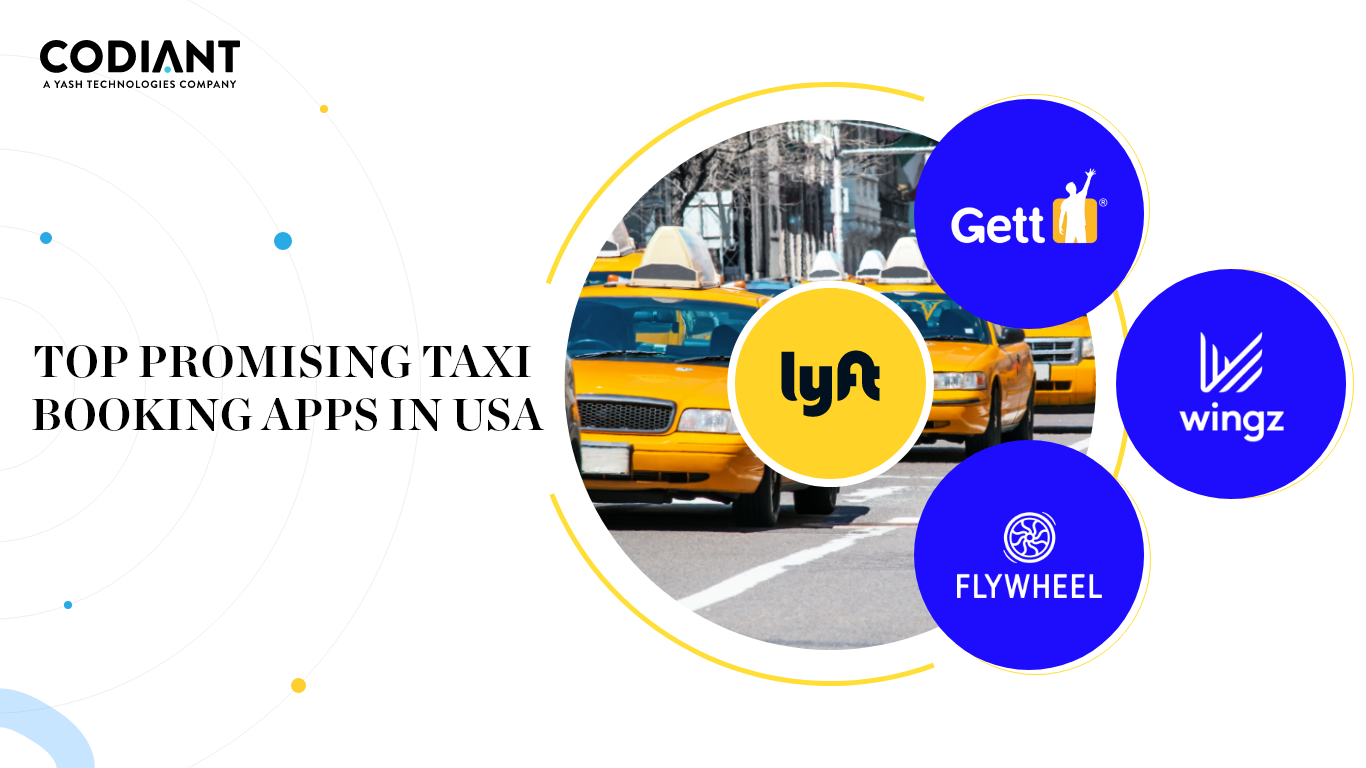 CODIANT
A YASH TECHNOLOGIES COMPANY
TOP PROMISING TAXI
BOOKING APPS IN USA
Gett®
lyft
wingz
FLYWHEEL